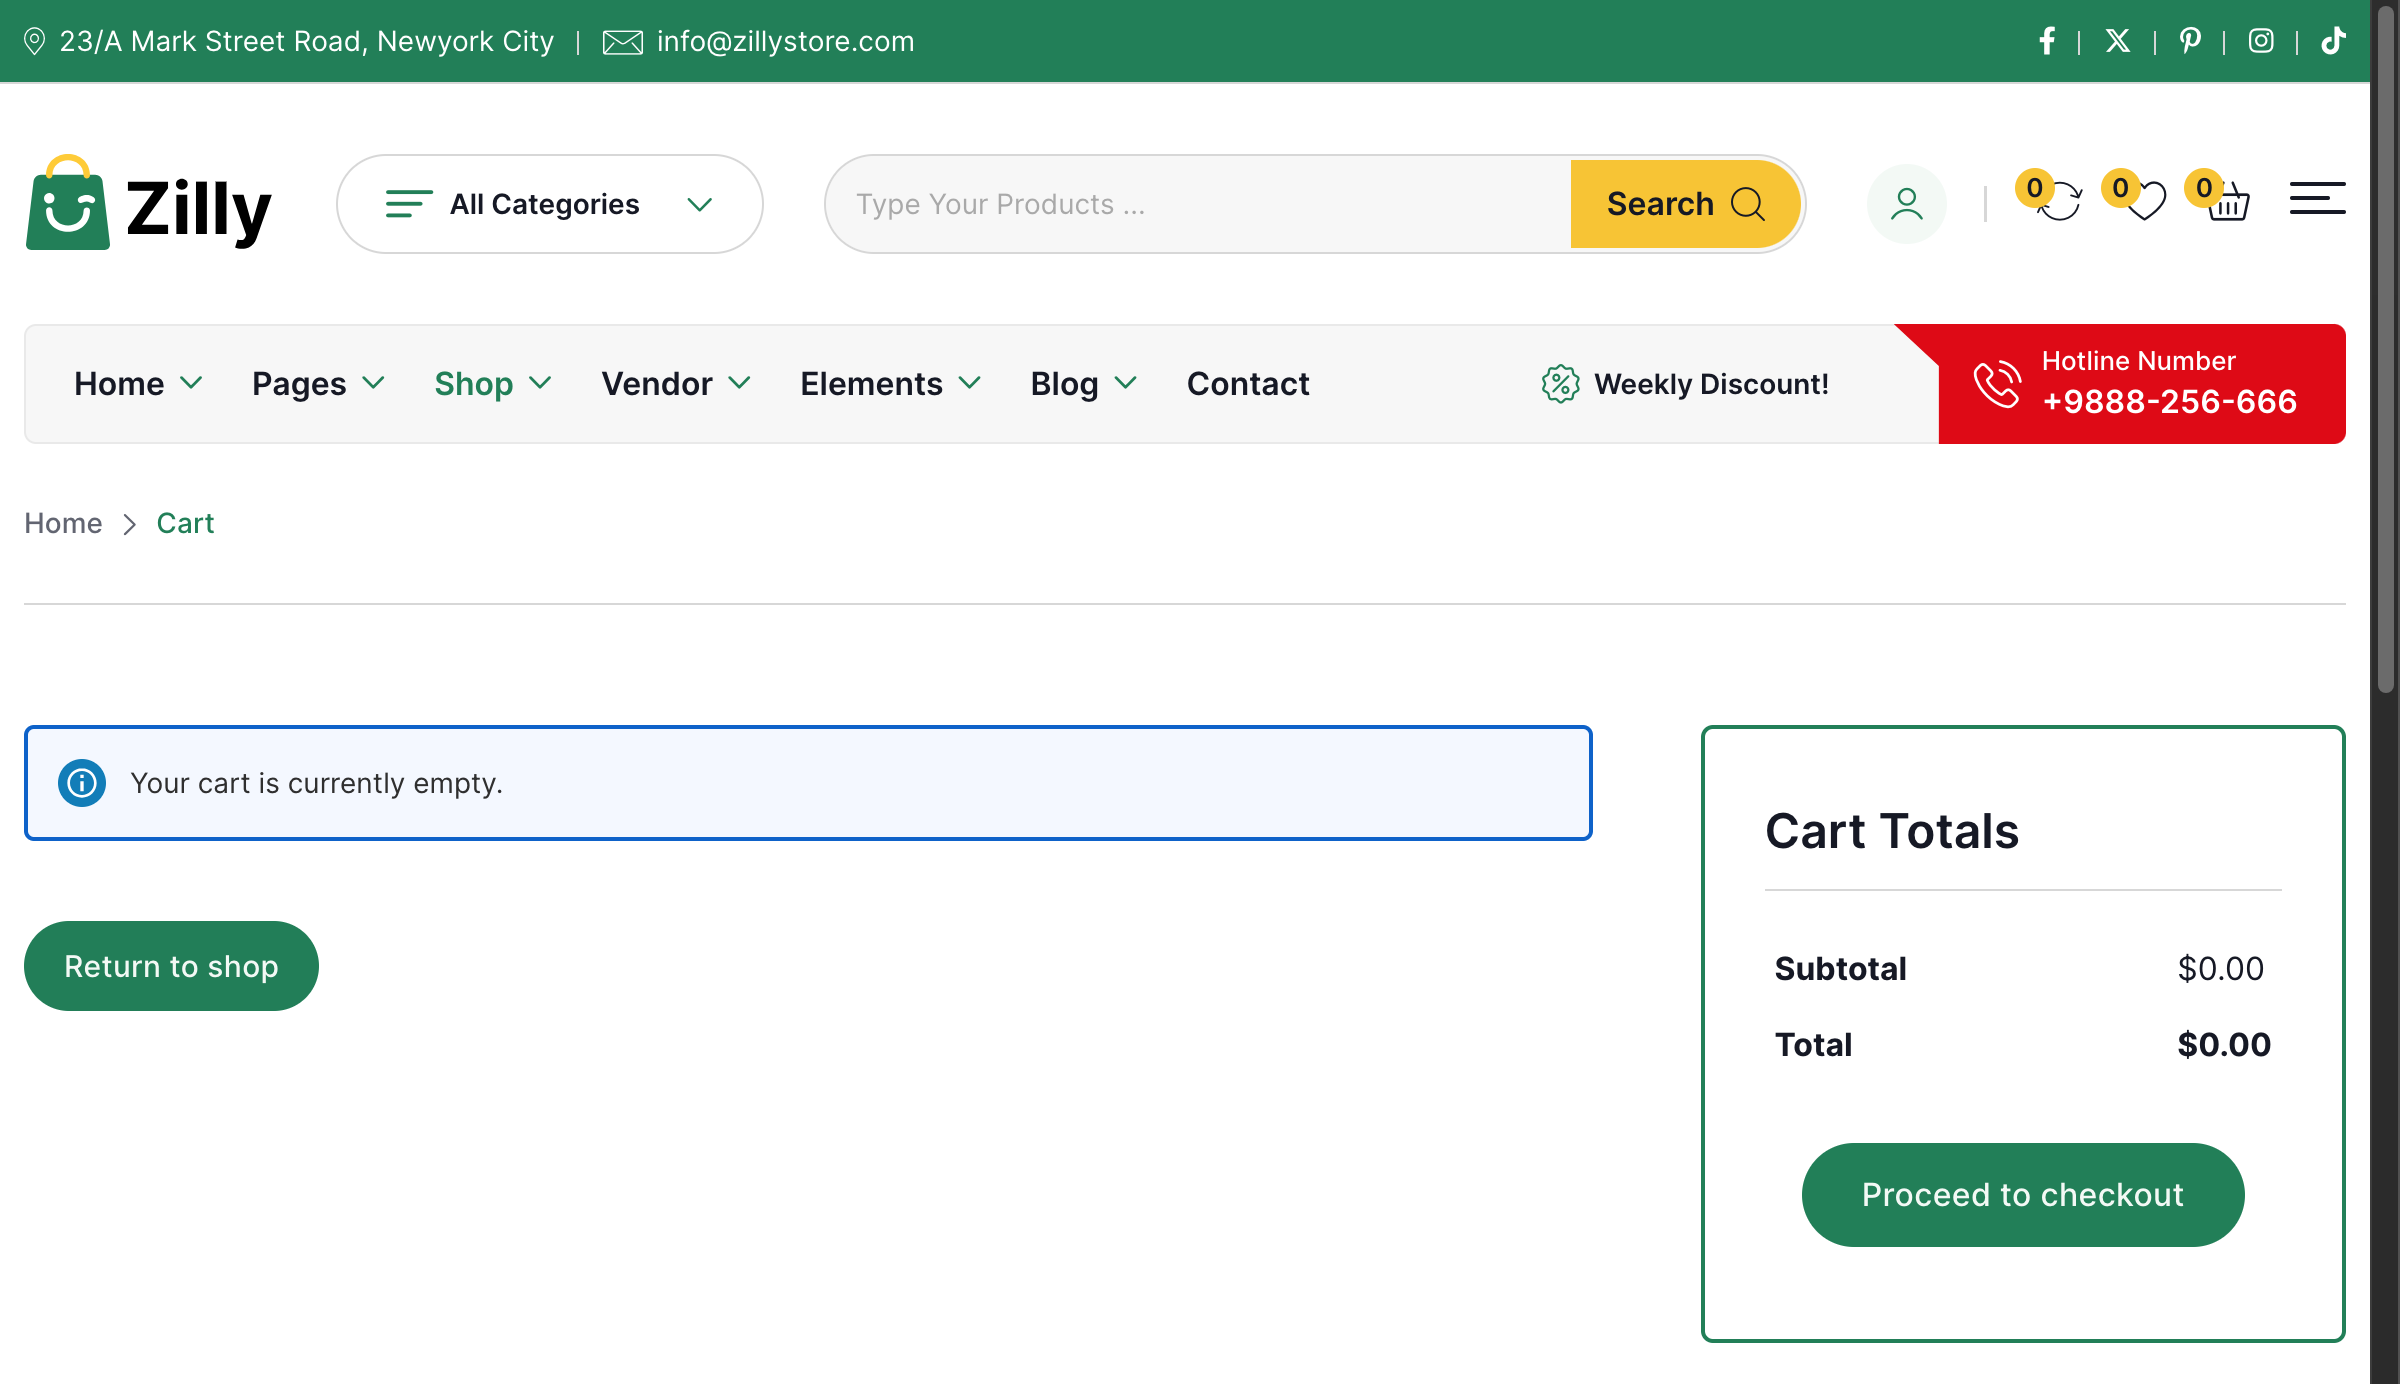 23/A Mark Street Road, Newyork City | info@zillystore.com
Zilly
All Categories
Type Your Products ...
Search
0
0
0
Home
Pages
Shop
Vendor
Elements
Blog
Contact
Weekly Discount!
Hotline Number
+9888-256-666
Home > Cart
Your cart is currently empty.
Return to shop
Cart Totals
Subtotal $0.00
Total $0.00
Proceed to checkout